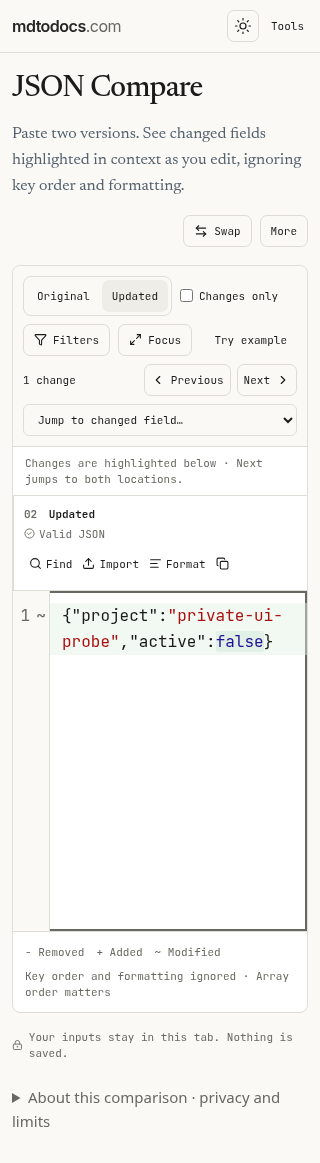 mdtodocs.com
Tools
JSON Compare
Paste two versions. See changed fields
highlighted in context as you edit, ignoring
key order and formatting.
Swap
More
Original
Updated
Changes only
Filters
Focus
Try example
1 change
Previous
Next
Jump to changed field…
Changes are highlighted below · Next
jumps to both locations.
02 Updated
Valid JSON
Find
Import
Format
1 ~ {"project":"private-ui-
probe","active":false}
- Removed + Added ~ Modified
Key order and formatting ignored · Array
order matters
Your inputs stay in this tab. Nothing is
saved.
About this comparison · privacy and
limits